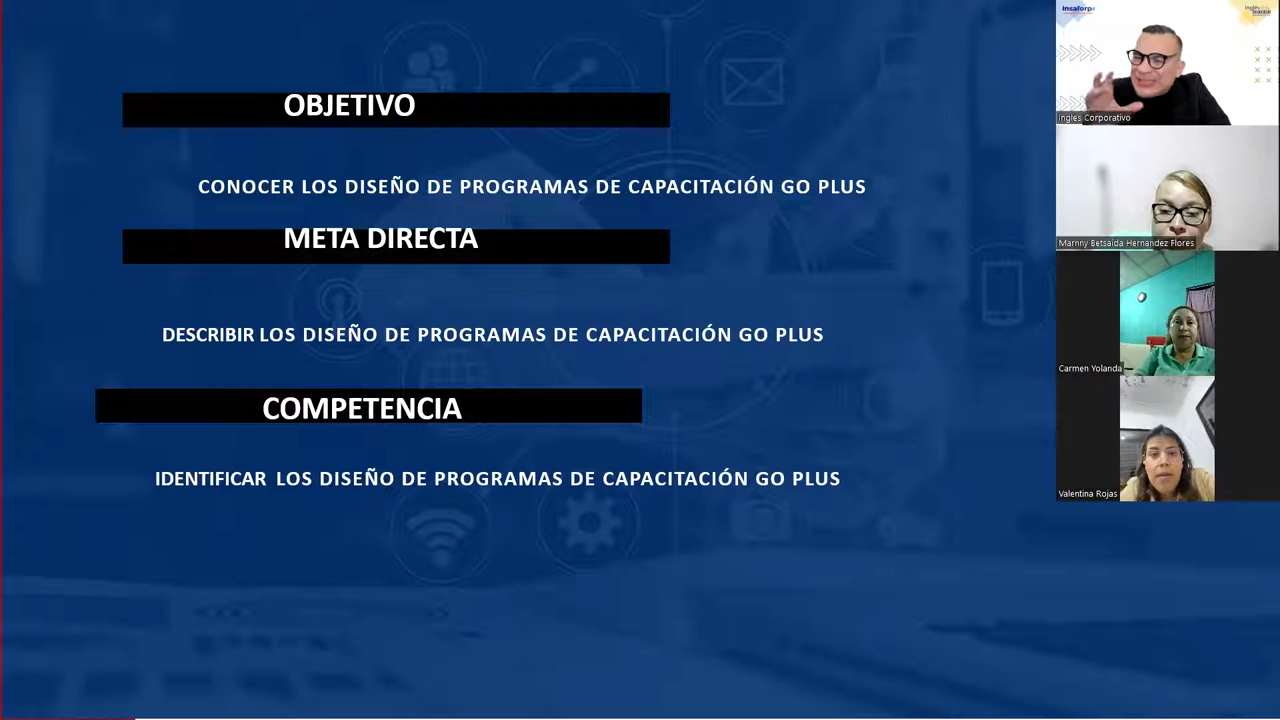 OBJETIVO
CONOCER LOS DISEÑO DE PROGRAMAS DE CAPACITACIÓN GO PLUS
META DIRECTA
DESCRIBIR LOS DISEÑO DE PROGRAMAS DE CAPACITACIÓN GO PLUS
COMPETENCIA
IDENTIFICAR LOS DISEÑO DE PROGRAMAS DE CAPACITACIÓN GO PLUS
insaforp
Ingles Corporativo
Marnny Betsaida Hernandez Flores
Carmen Yolanda
Valentina Rojas